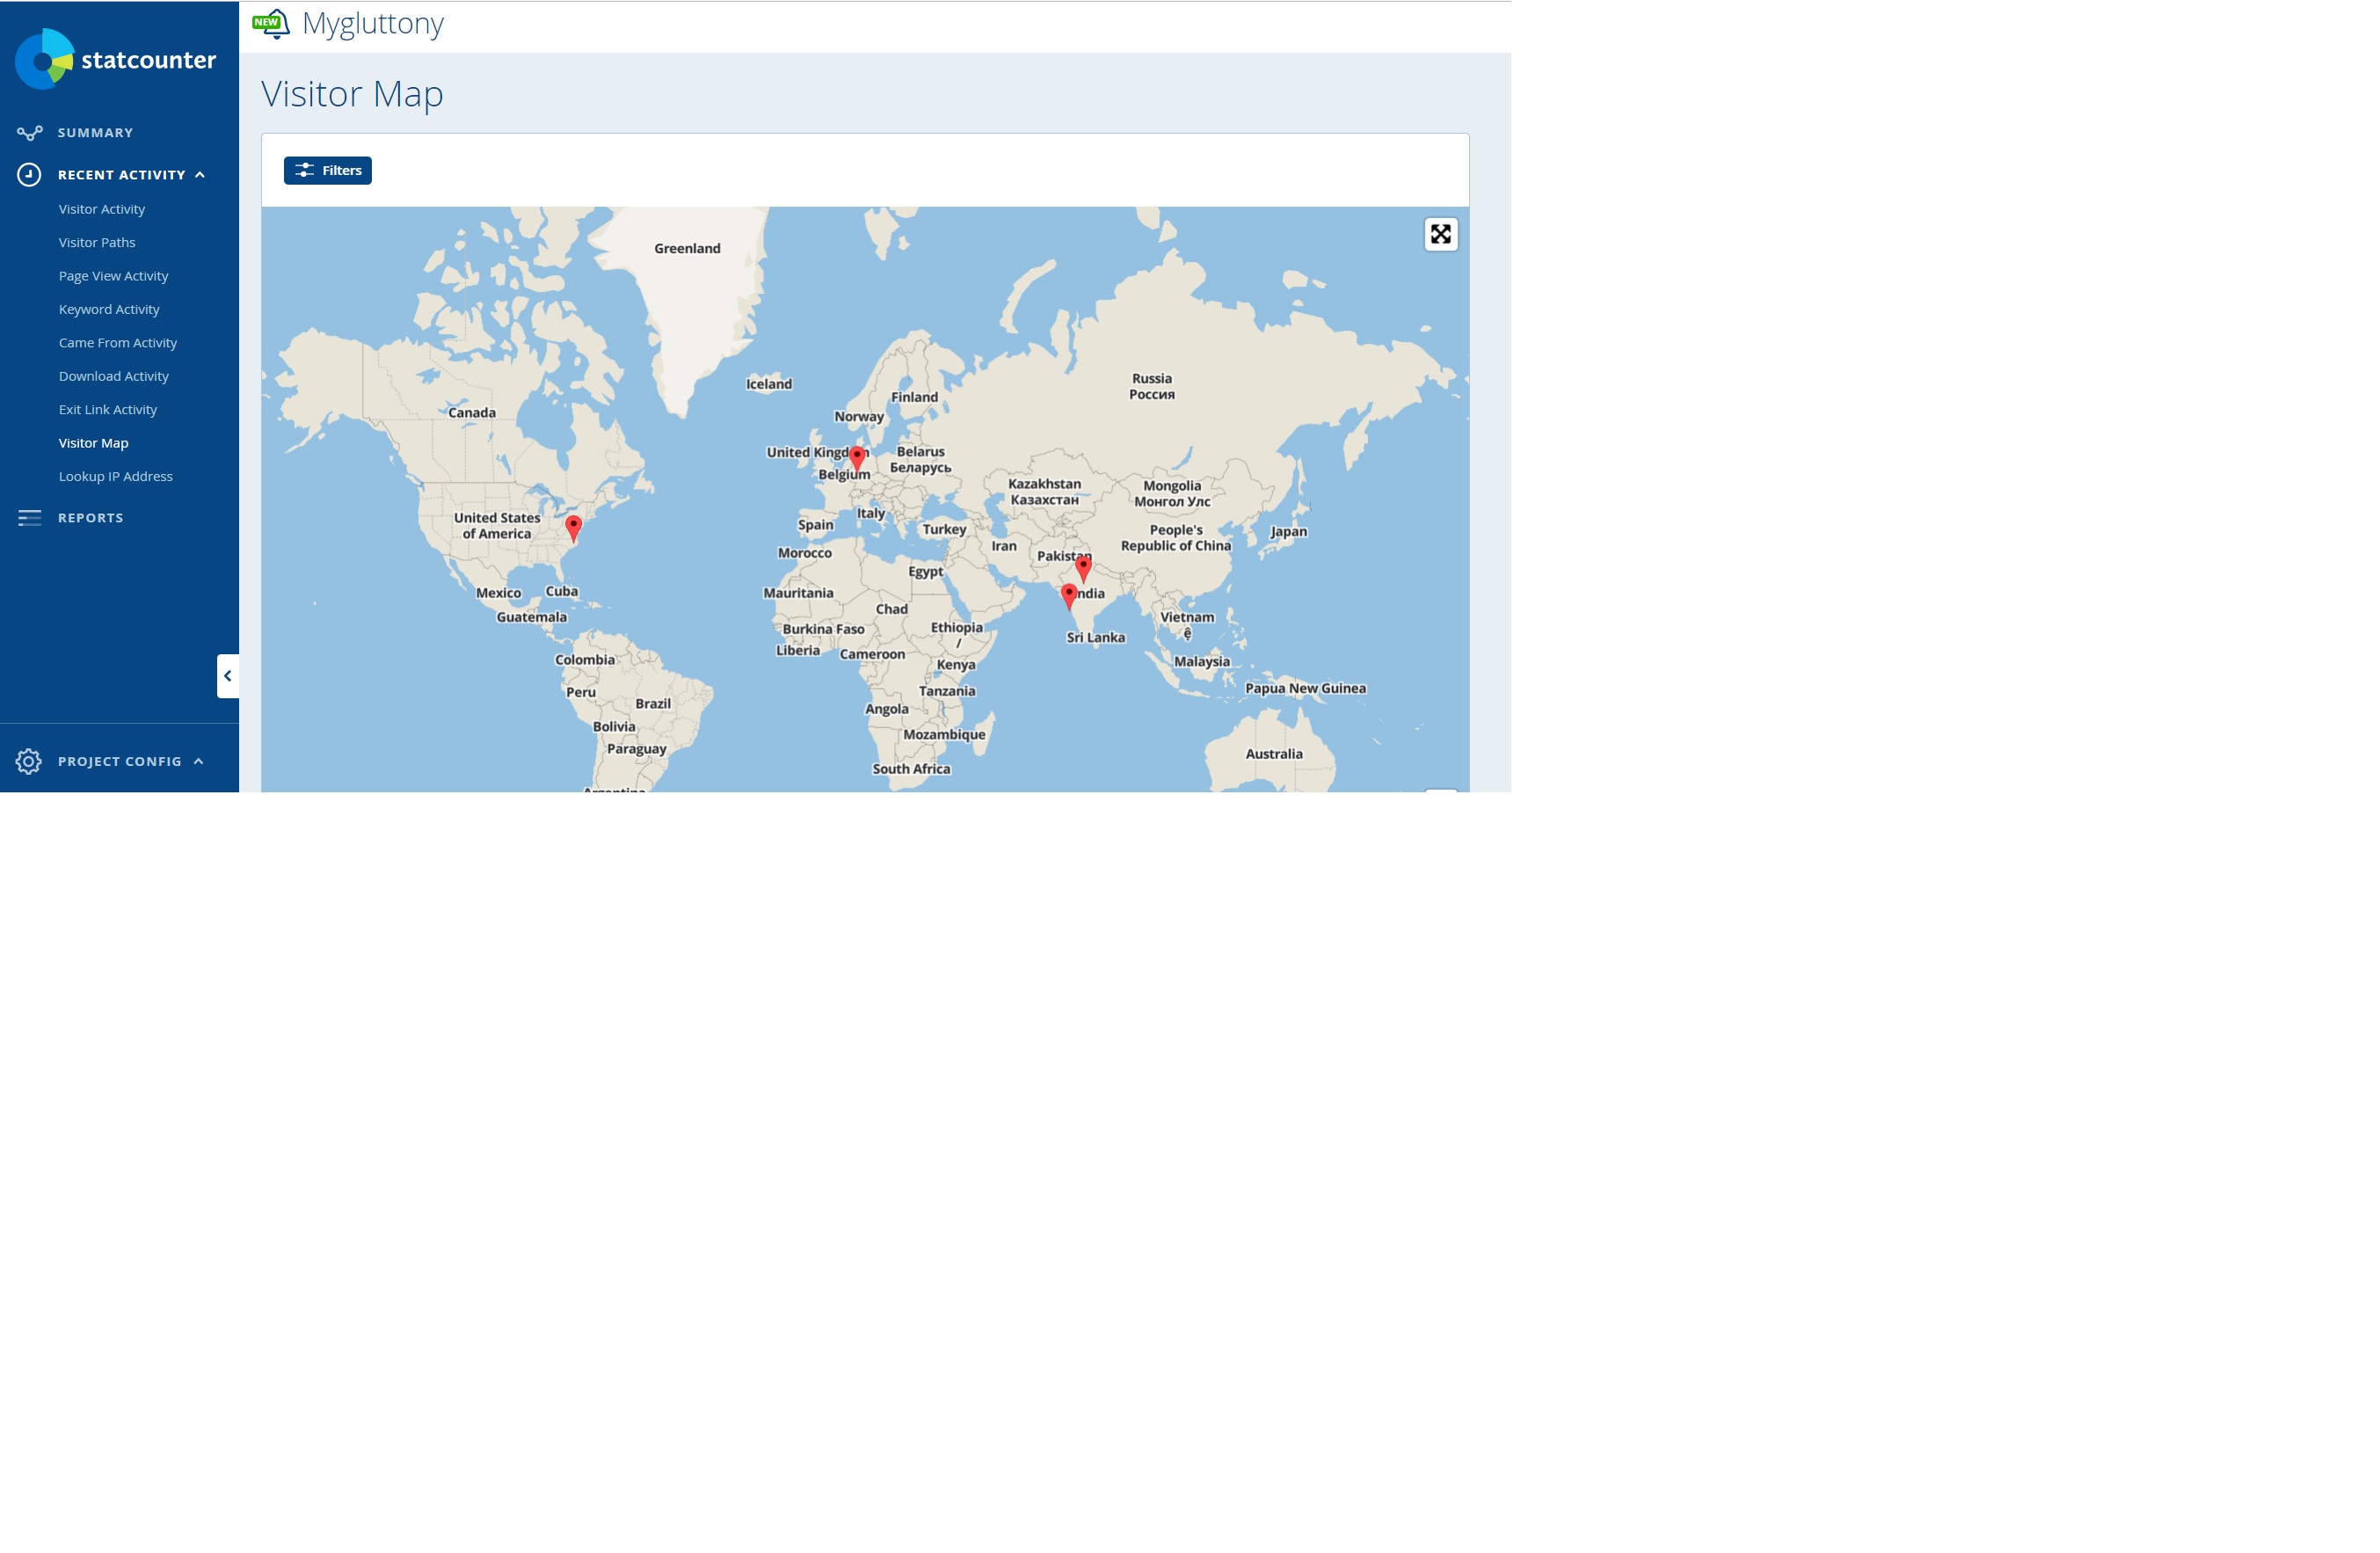 NEW
Mygluttony
statcounter
SUMMARY
RECENT ACTIVITY
Visitor Activity
Visitor Paths
Page View Activity
Keyword Activity
Came From Activity
Download Activity
Exit Link Activity
Visitor Map
Lookup IP Address
REPORTS
PROJECT CONFIG
Visitor Map
Filters
Greenland
Iceland
Russia
Россия
Finland
Norway
Canada
United
Belarus
Беларусь
Belgium
Kazakhstan
Казахстан
Mongolia
Монгол Улс
United States
of America
Italy
Spain
Turkey
People's
Republic of China
Japan
Iran
Morocco
Pakistan
Egypt
Mexico
Cuba
Mauritania
Chad
Guatemala
Vietnam
ệ
Burkina Faso
Ethiopia
/
Sri Lanka
Liberia
Cameroon
Colombia
Kenya
Malaysia
Peru
Tanzania
Papua New Guinea
Brazil
Angola
Bolivia
Mozambique
Paraguay
Australia
South Africa